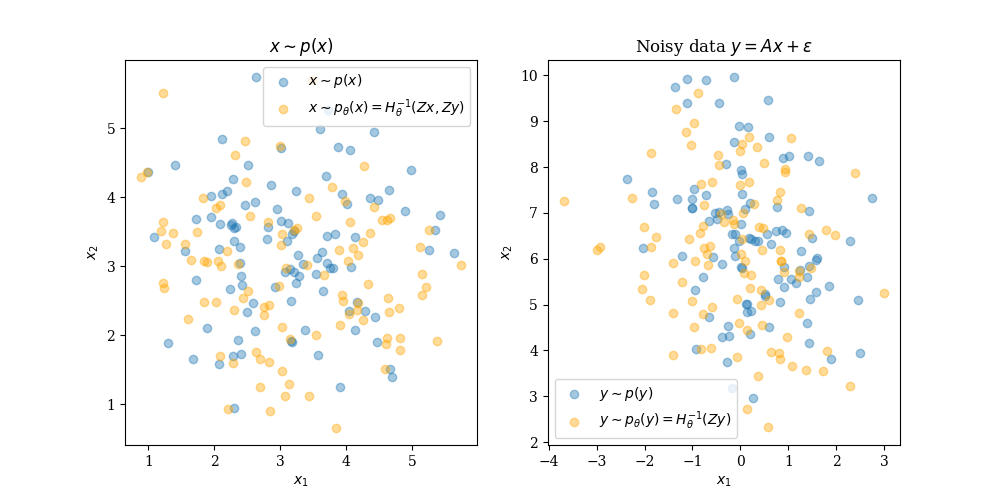 x ∼ p(x)
x ∼ p(x)
x ∼ p_θ(x) = H_θ^{-1}(Zx, Zy)
5
4
3
2
1
x_2
1 2 3 4 5
x_1
Noisy data y = Ax + ε
10
9
8
7
6
5
4
3
2
x_2
y ∼ p(y)
y ∼ p_θ(y) = H_θ^{-1}(Zy)
−4 −3 −2 −1 0 1 2 3
x_1